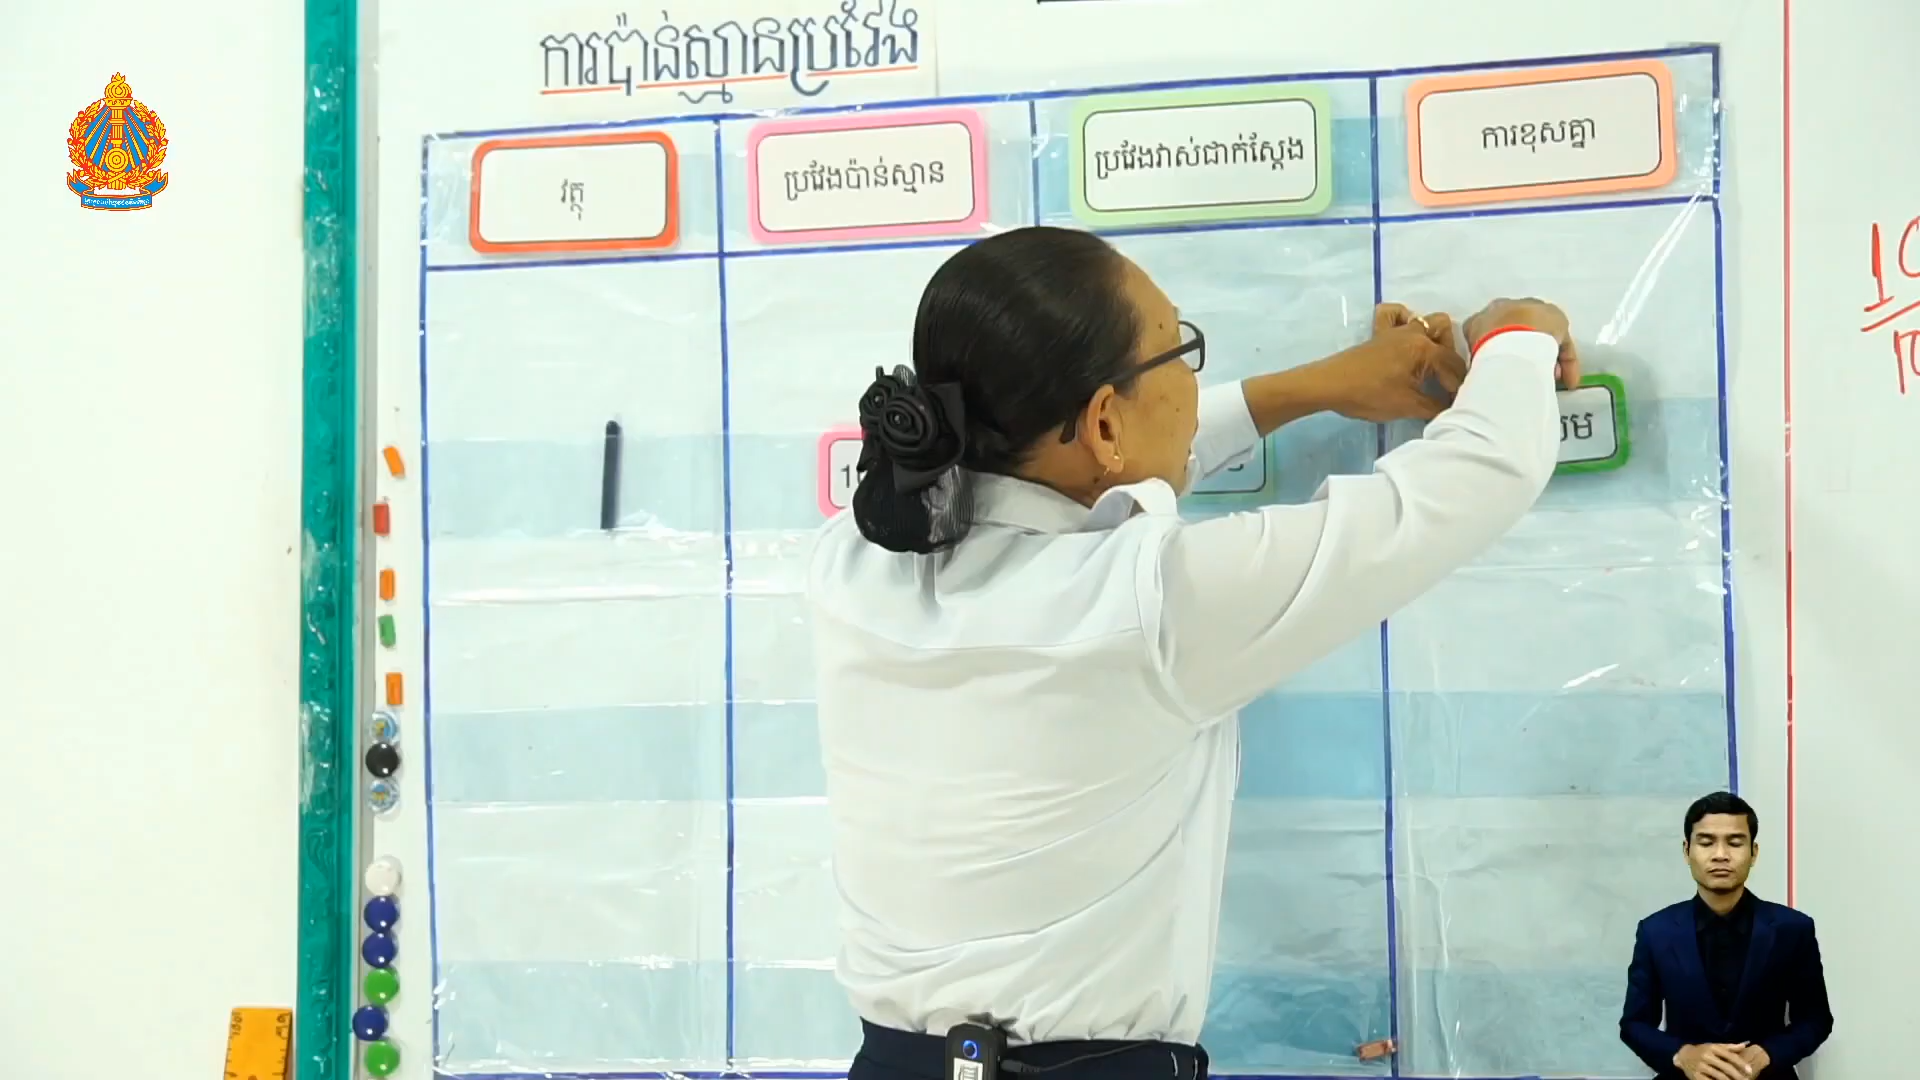 ការប៉ាន់ស្មានប្រវែង
វត្ថុ
ប្រវែងប៉ាន់ស្មាន
ប្រវែងវាស់ជាក់ស្ដែង
ការខុសគ្នា